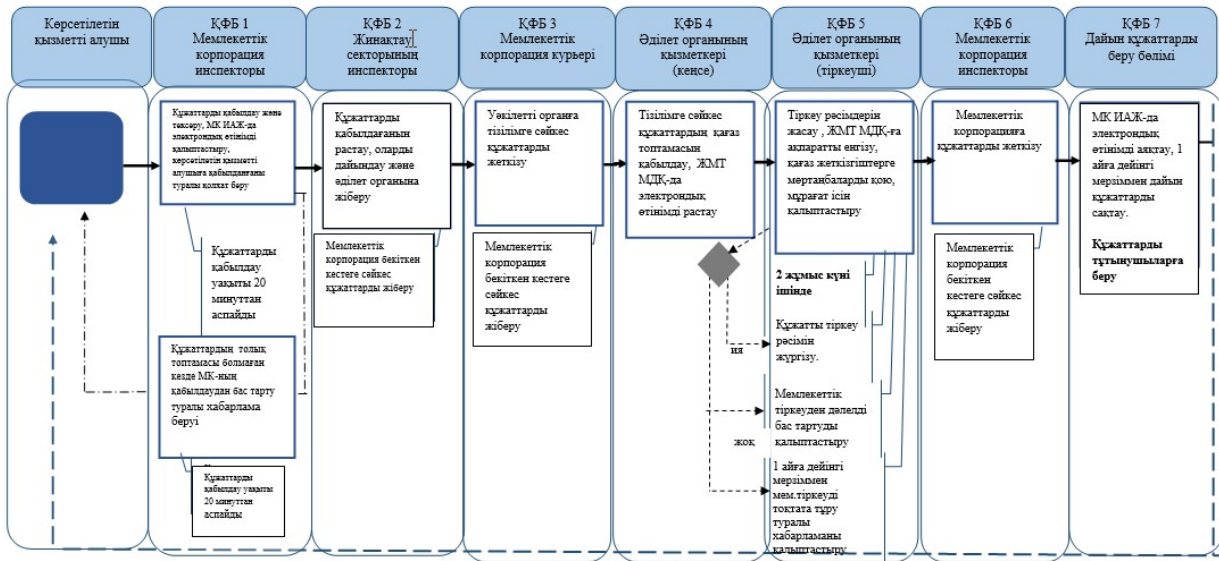 Көрсетілетін
қызметті алушы
ҚФБ 1
Мемлекеттік
корпорация
инспекторы
ҚФБ 2
Жинақтау
секторының
инспекторы
ҚФБ 3
Мемлекеттік
корпорация курьері
ҚФБ 4
Әділет органының
қызметкері
(кеңсе)
ҚФБ 5
Әділет органының
қызметкері
(тіркеуші)
ҚФБ 6
Мемлекеттік
корпорация
инспекторы
ҚФБ 7
Дайын құжаттарды
беру бөлімі
Құжаттарды қабылдау және
тексеру, МК ИАЖ-да
электрондық өтінімді
қалыптастыру,
көрсетілетін қызметті
алушыға қабылданғаны
туралы қолхат беру
Құжаттарды
қабылдау
уақыты 20
минуттан
аспайды
Құжаттардың толық
топтамасы болмаған
кезде МК-ның
қабылдаудан бас тарту
туралы хабарлама
беруі
Құжаттарды
қабылдау уақыты
20 минуттан
аспайды
Құжаттарды
қабылдағанын
растау, оларды
дайындау және
әділет органына
жіберу
Мемлекеттік
корпорация бекіткен
кестеге сәйкес
құжаттарды жіберу
Уәкілетті органға
тізілімге сәйкес
құжаттарды
жеткізу
Мемлекеттік
корпорация
бекіткен кестеге
сәйкес
құжаттарды
жіберу
Тізілімге сәйкес
құжаттардың қағаз
топтамасын
қабылдау, ЖМТ
МДҚ-да
электрондық
өтінімді растау
ия
жоқ
Тіркеу рәсімдерін
жасау , ЖМТ МДҚ-ға
ақпаратты енгізу,
қағаз жеткізгіштерге
мөртаңбаларды қою,
мұрағат ісін
қалыптастыру
2 жұмыс күні
ішінде
Құжатты тіркеу
рәсімін
жүргізу.
Мемлекеттік
тіркеуден дәлелді
бас тартуды
қалыптастыру
1 айға дейінгі
мерзіммен
мем.тіркеуді
тоқтата тұру
туралы
хабарламаны
қалыптастыру
Мемлекеттік
корпорацияға
құжаттарды жеткізу
Мемлекеттік
корпорация
бекіткен
кестеге сәйкес
құжаттарды
жіберу
МК ИАЖ-да
электрондық
өтінімді аяқтау, 1
айға дейінгі
мерзіммен дайын
құжаттарды
сақтау.
Құжаттарды
тұтынушыларға
беру